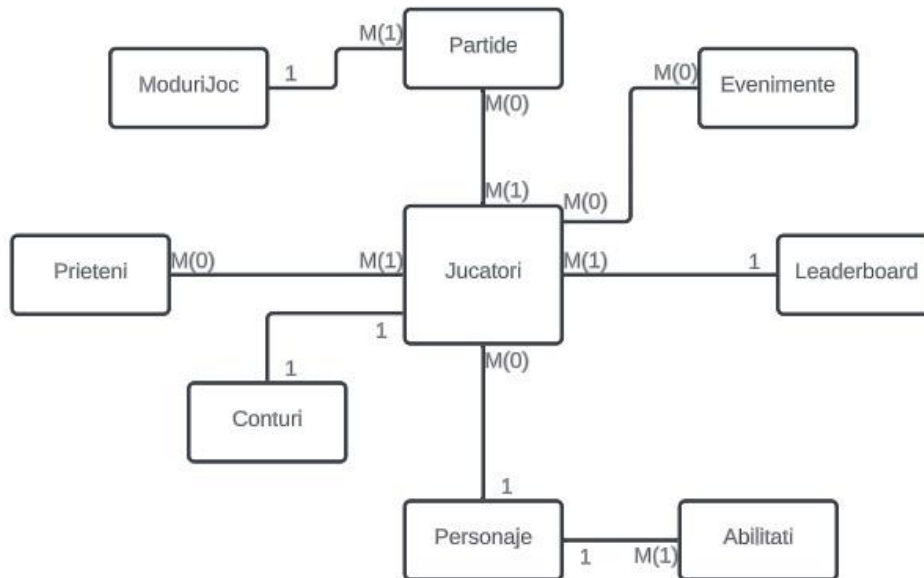 Partide
M(1)
ModuriJoc
1
M(0)
M(0)
Evenimente
M(1)
M(0)
Prieteni
M(0)
M(1)
Jucatori
M(1)
1
Leaderboard
1
M(0)
1
Conturi
1
Personaje
1
M(1)
Abilitati